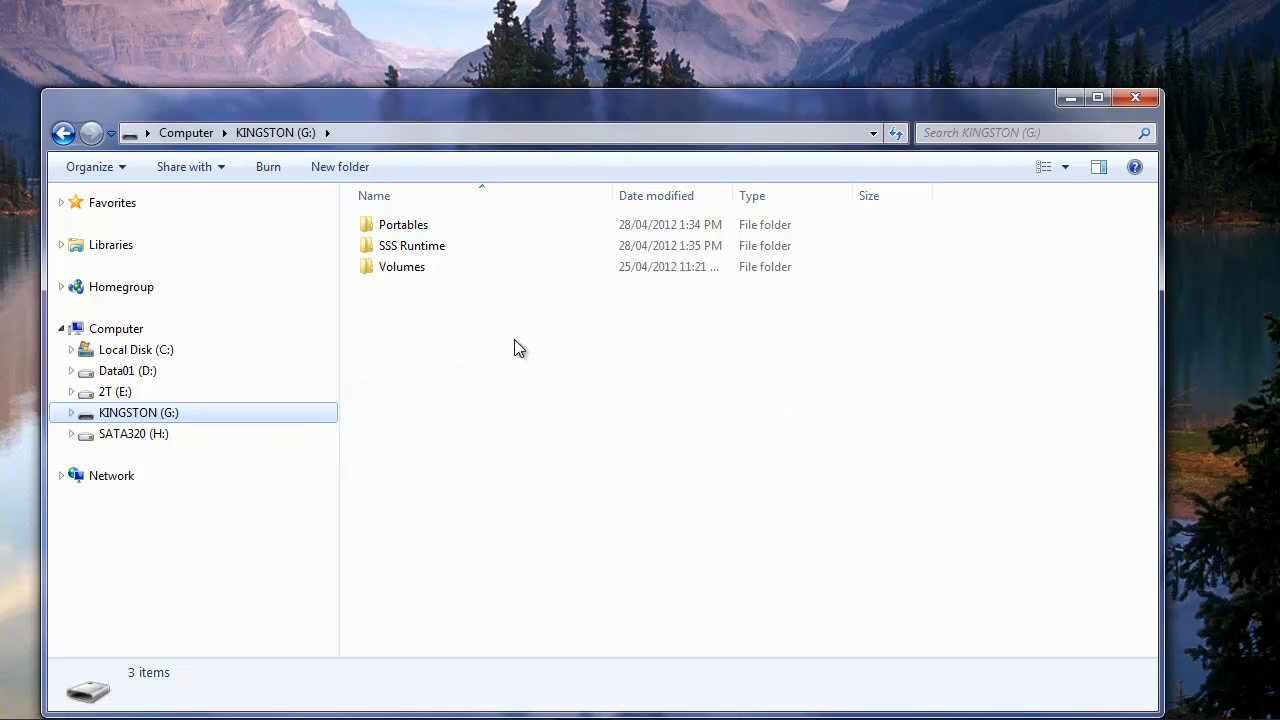 Computer KINGSTON (G:)
Search KINGSTON (G:)
Organize Share with Burn New folder
Name Date modified Type Size
Favorites
Libraries
Homegroup
Computer
Local Disk (C:)
Data01 (D:)
2T (E:)
KINGSTON (G:)
SATA320 (H:)
Network
Portables 28/04/2012 1:34 PM File folder
SSS Runtime 28/04/2012 1:35 PM File folder
Volumes 25/04/2012 11:21 ... File folder
3 items